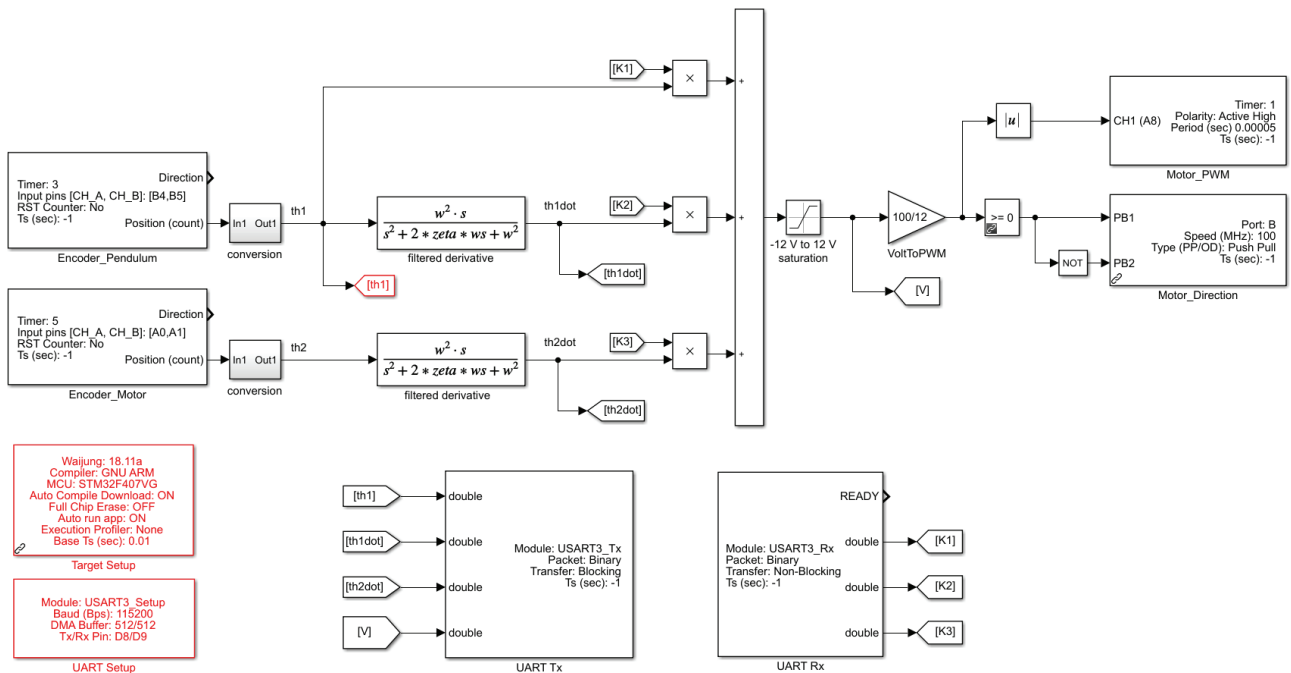 [K1]
×
+
Timer: 1
Polarity: Active High
CH1 (A8)
Period (sec) 0.00005
Ts (sec): -1
Motor_PWM
|u|
Direction
Timer: 3
Input pins [CH_A, CH_B]: [B4,B5]
RST Counter: No
Ts (sec): -1
Position (count)
Encoder_Pendulum
In1 Out1
conversion
th1
w² · s
s² + 2 * zeta * ws + w²
filtered derivative
th1dot
[K2]
×
+
[th1]
[th1dot]
-12 V to 12 V
saturation
100/12
VoltToPWM
>= 0
NOT
[V]
PB1
PB2
Port: B
Speed (MHz): 100
Type (PP/OD): Push Pull
Ts (sec): -1
Motor_Direction
Direction
Timer: 5
Input pins [CH_A, CH_B]: [A0,A1]
RST Counter: No
Ts (sec): -1
Position (count)
Encoder_Motor
In1 Out1
conversion
th2
w² · s
s² + 2 * zeta * ws + w²
filtered derivative
th2dot
[K3]
×
+
[th2dot]
Waijung: 18.11a
Compiler: GNU ARM
MCU: STM32F407VG
Auto Compile Download: ON
Full Chip Erase: OFF
Auto run app: ON
Execution Profiler: None
Base Ts (sec): 0.01
Target Setup
Module: USART3_Setup
Baud (Bps): 115200
DMA Buffer: 512/512
Tx/Rx Pin: D8/D9
UART Setup
[th1]
[th1dot]
[th2dot]
[V]
double
double
double
double
Module: USART3_Tx
Packet: Binary
Transfer: Blocking
Ts (sec): -1
UART Tx
READY
Module: USART3_Rx
Packet: Binary
Transfer: Non-Blocking
Ts (sec): -1
double
double
double
[K1]
[K2]
[K3]
UART Rx